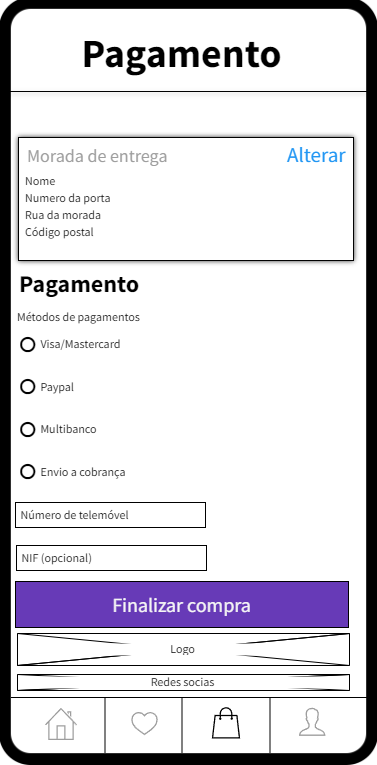 Pagamento
Morada de entrega
Alterar
Nome
Numero da porta
Rua da morada
Código postal
Pagamento
Métodos de pagamentos
Visa/Mastercard
Paypal
Multibanco
Envio a cobrança
Número de telemóvel
NIF (opcional)
Finalizar compra
Logo
Redes socias